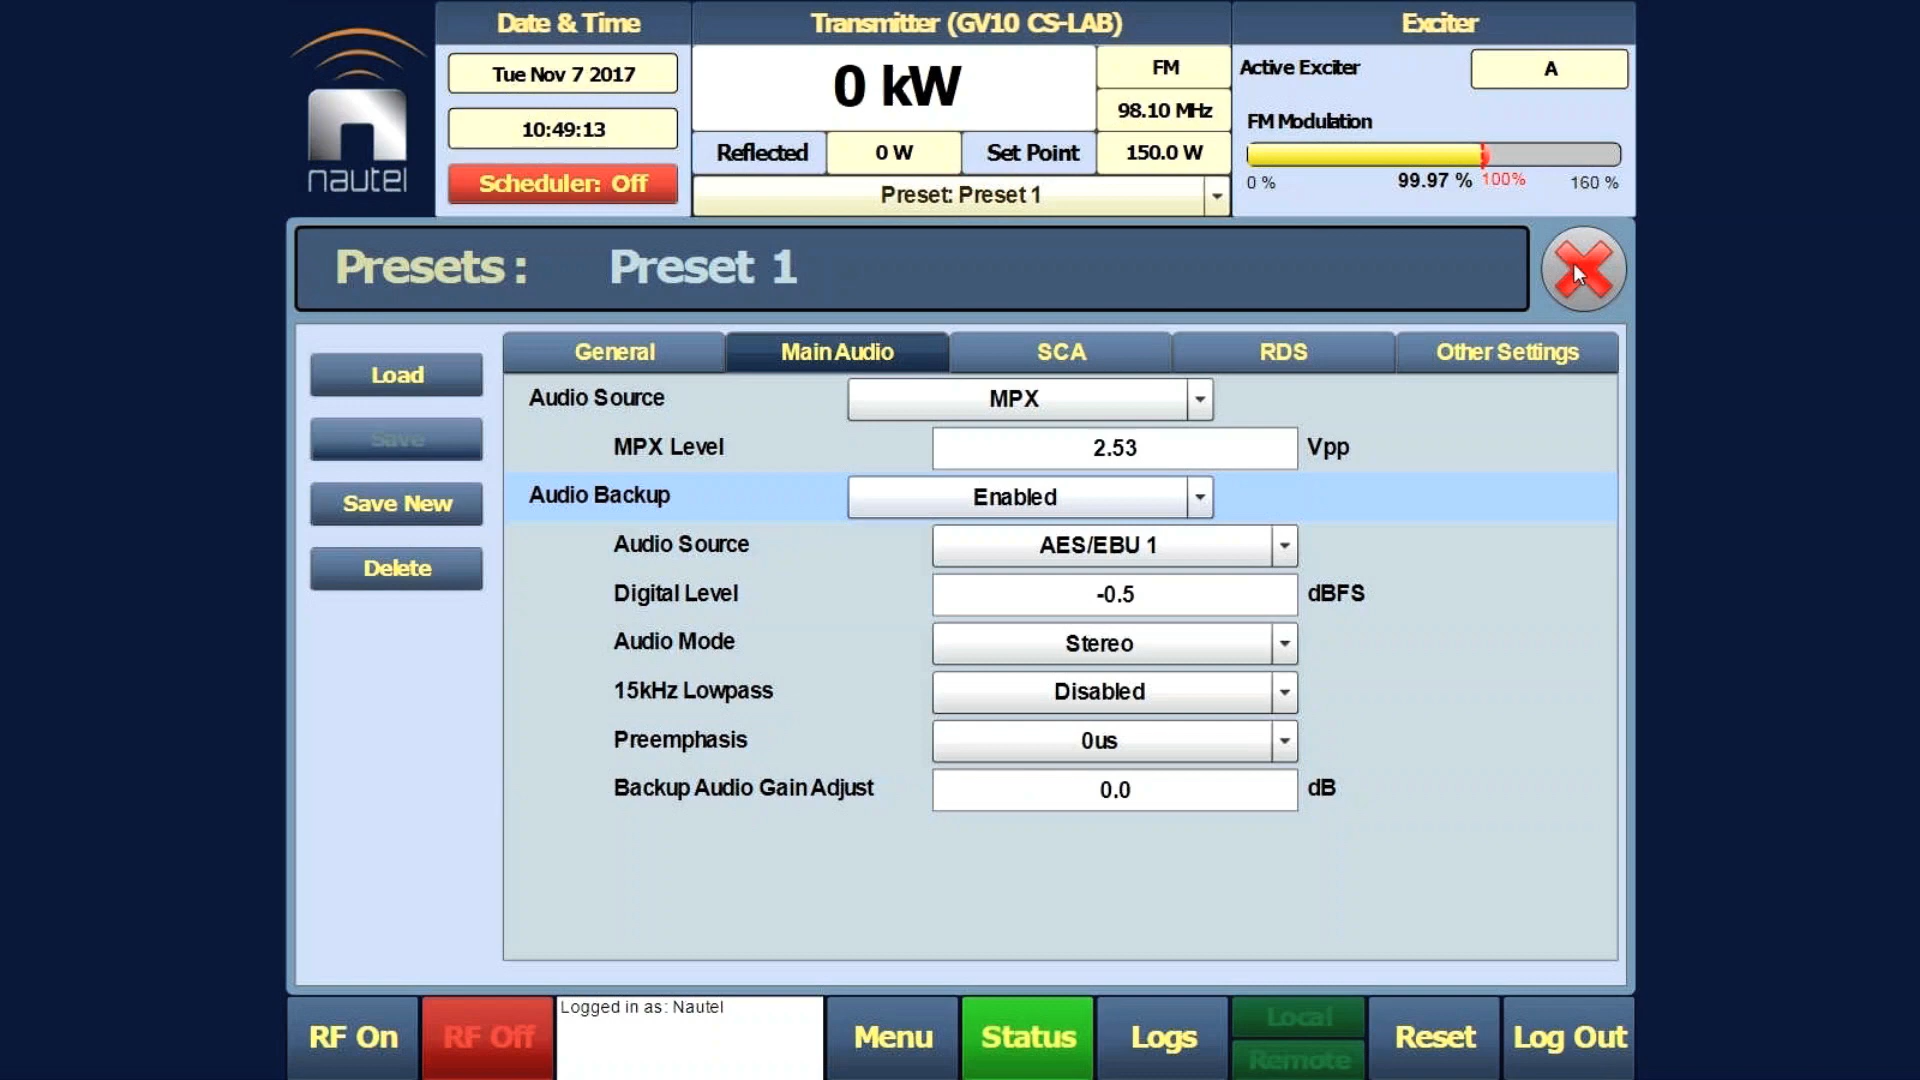 nautel
Date & Time
Tue Nov 7 2017
10:49:13
Scheduler: Off
Transmitter (GV10 CS-LAB)
0 kW
FM
98.10 MHz
Reflected 0 W Set Point 150.0 W
Preset: Preset 1
Exciter
Active Exciter A
FM Modulation
0 % 99.97 % 100% 160 %
Presets: Preset 1
Load
Save
Save New
Delete
General Main Audio SCA RDS Other Settings
Audio Source MPX
MPX Level 2.53 Vpp
Audio Backup Enabled
Audio Source AES/EBU 1
Digital Level -0.5 dBFS
Audio Mode Stereo
15kHz Lowpass Disabled
Preemphasis 0us
Backup Audio Gain Adjust 0.0 dB
RF On RF Off Logged in as: Nautel Menu Status Logs Local Reset Log Out
Remote